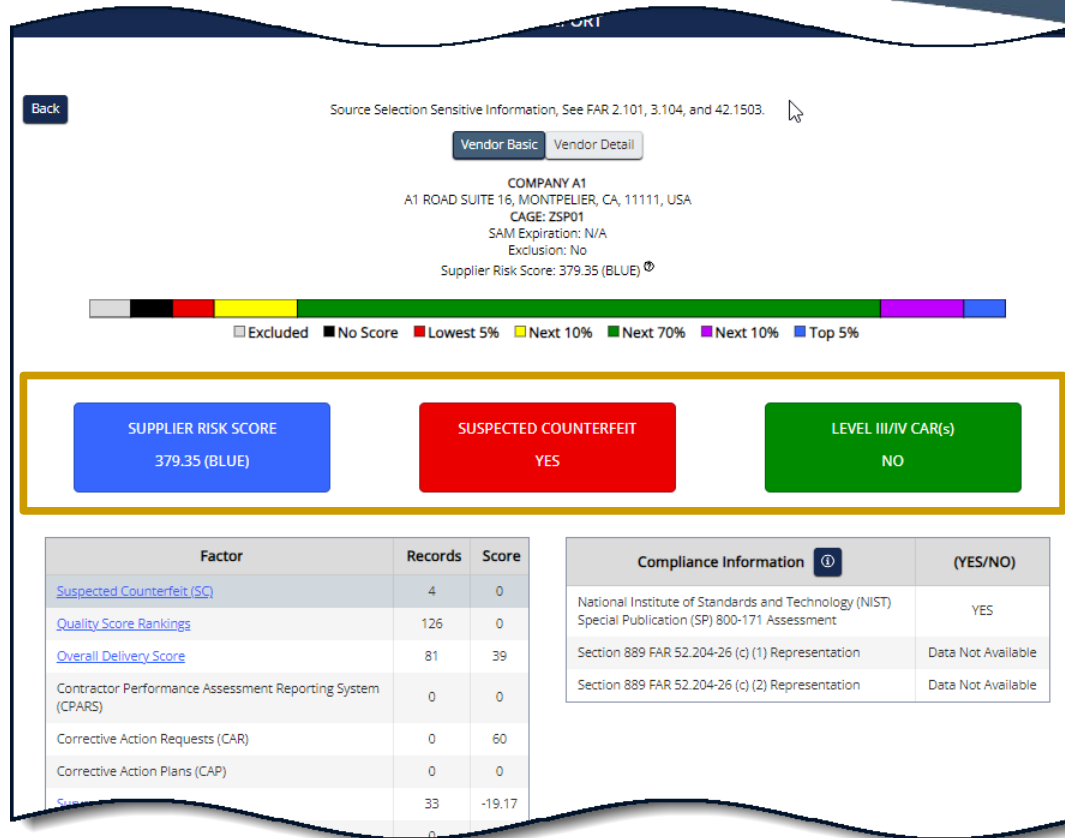 Back
Source Selection Sensitive Information, See FAR 2.101, 3.104, and 42.1503.
Vendor Basic Vendor Detail
COMPANY A1
A1 ROAD SUITE 16, MONTPELIER, CA, 11111, USA
CAGE: ZSP01
SAM Expiration: N/A
Exclusion: No
Supplier Risk Score: 379.35 (BLUE)
Excluded No Score Lowest 5% Next 10% Next 70% Next 10% Top 5%
SUPPLIER RISK SCORE
379.35 (BLUE)
SUSPECTED COUNTERFEIT
YES
LEVEL III/IV CAR(s)
NO
Factor Records Score
Suspected Counterfeit (SC) 4 0
Quality Score Rankings 126 0
Overall Delivery Score 81 39
Contractor Performance Assessment Reporting System
(CPARS) 0 0
Corrective Action Requests (CAR) 0 60
Corrective Action Plans (CAP) 0 0
33 -19.17
0
Compliance Information (YES/NO)
National Institute of Standards and Technology (NIST)
Special Publication (SP) 800-171 Assessment YES
Section 889 FAR 52.204-26 (c) (1) Representation Data Not Available
Section 889 FAR 52.204-26 (c) (2) Representation Data Not Available